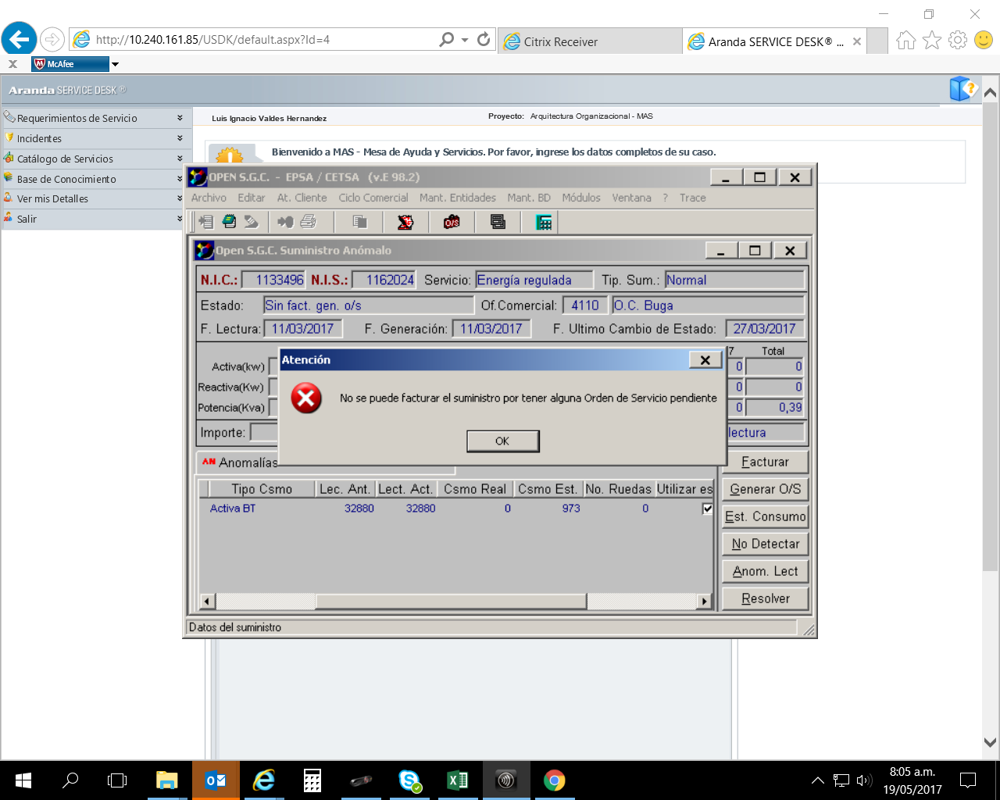 http://10.240.161.85/USDK/default.aspx?Id=4
Citrix Receiver
Aranda SERVICE DESK® ...
x
McAfee
Aranda SERVICE DESK ®
Requerimientos de Servicio
Incidentes
Catálogo de Servicios
Base de Conocimiento
Ver mis Detalles
Salir
Luis Ignacio Valdes Hernandez
Proyecto: Arquitectura Organizacional - MAS
Bienvenido a MAS - Mesa de Ayuda y Servicios. Por favor, ingrese los datos completos de su caso.
OPEN S.G.C. - EPSA / CETSA (v.E 98.2)
Archivo Editar At. Cliente Ciclo Comercial Mant. Entidades Mant. BD Módulos Ventana ? Trace
O/S
Open S.G.C. Suministro Anómalo
N.I.C.: 1133496 N.I.S.: 1162024 Servicio: Energía regulada Tip. Sum.: Normal
Estado: Sin fact. gen. o/s Of.Comercial: 4110 O.C. Buga
F. Lectura: 11/03/2017 F. Generación: 11/03/2017 F. Ultimo Cambio de Estado: 27/03/2017
7 Total
Activa(kw) 0 0
Reactiva(Kw) 0 0
Potencia(Kva) 0 0,39
Importe: lectura
Atención
No se puede facturar el suministro por tener alguna Orden de Servicio pendiente
OK
AN Anomalías
Tipo Csmo Lec. Ant. Lect. Act. Csmo Real Csmo Est. No. Ruedas Utilizar es
Activa BT 32880 32880 0 973 0
Facturar
Generar O/S
Est. Consumo
No Detectar
Anom. Lect
Resolver
Datos del suministro
8:05 a.m.
19/05/2017